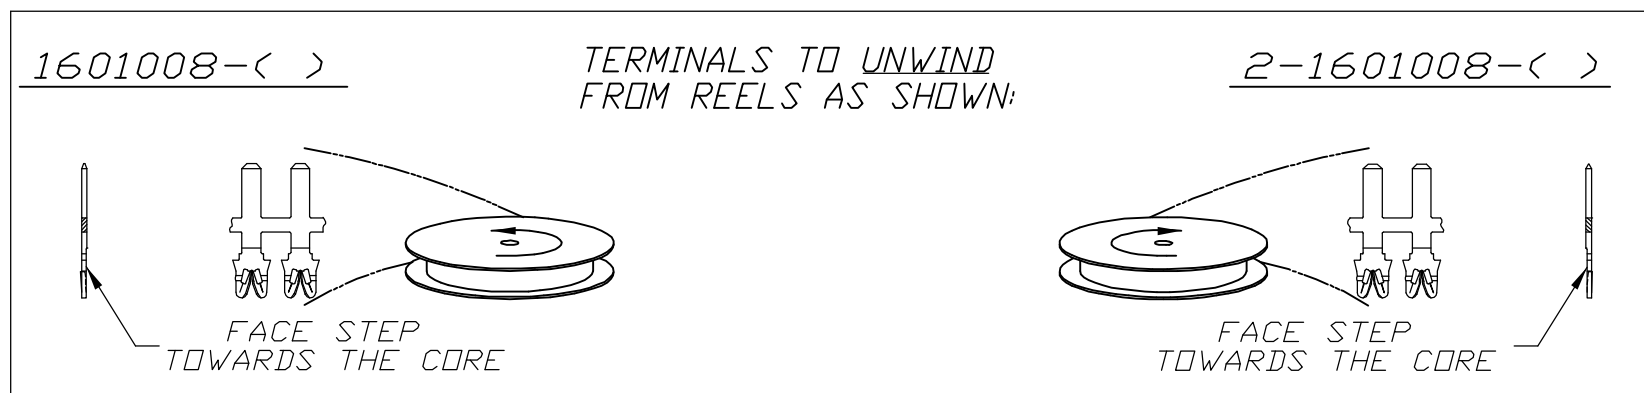 1601008-( )
TERMINALS TO UNWIND
FROM REELS AS SHOWN:
2-1601008-( )
FACE STEP
TOWARDS THE CORE
FACE STEP
TOWARDS THE CORE